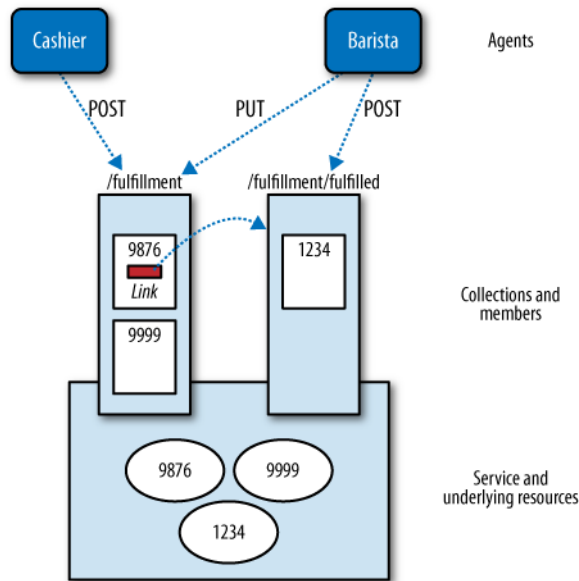 Cashier
Barista
Agents
POST
PUT
POST
/fulfillment
/fulfillment/fulfilled
9876
Link
1234
9999
Collections and
members
9876
9999
1234
Service and
underlying resources